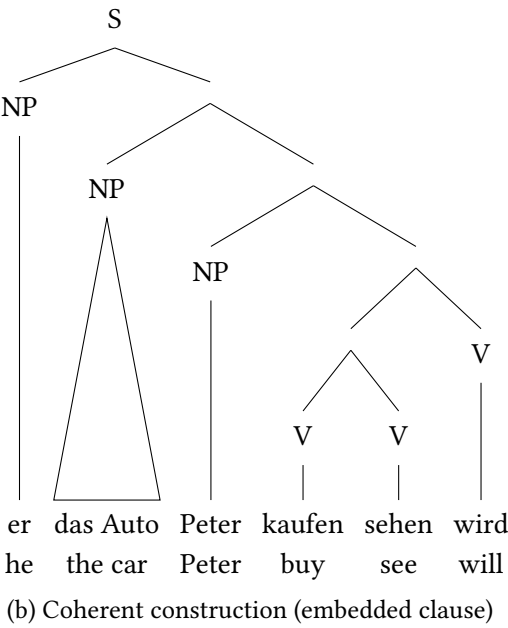 S
NP
NP
NP
V
V V
er das Auto Peter kaufen sehen wird
he the car Peter buy see will
(b) Coherent construction (embedded clause)